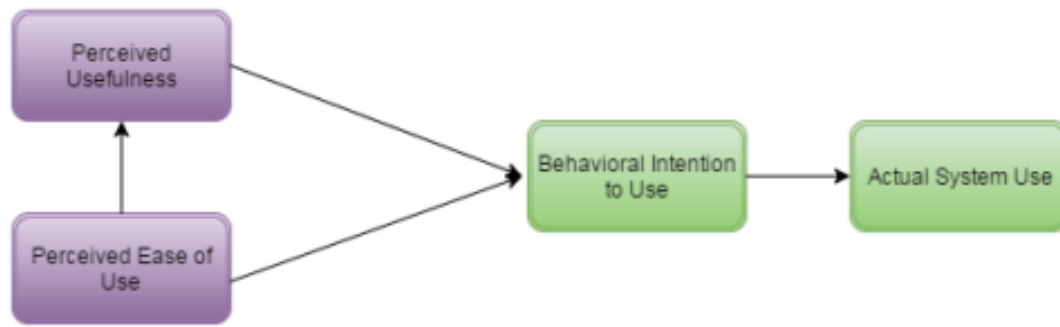 Perceived
Usefulness
Behavioral Intention
to Use
Actual System Use
Perceived Ease of
Use